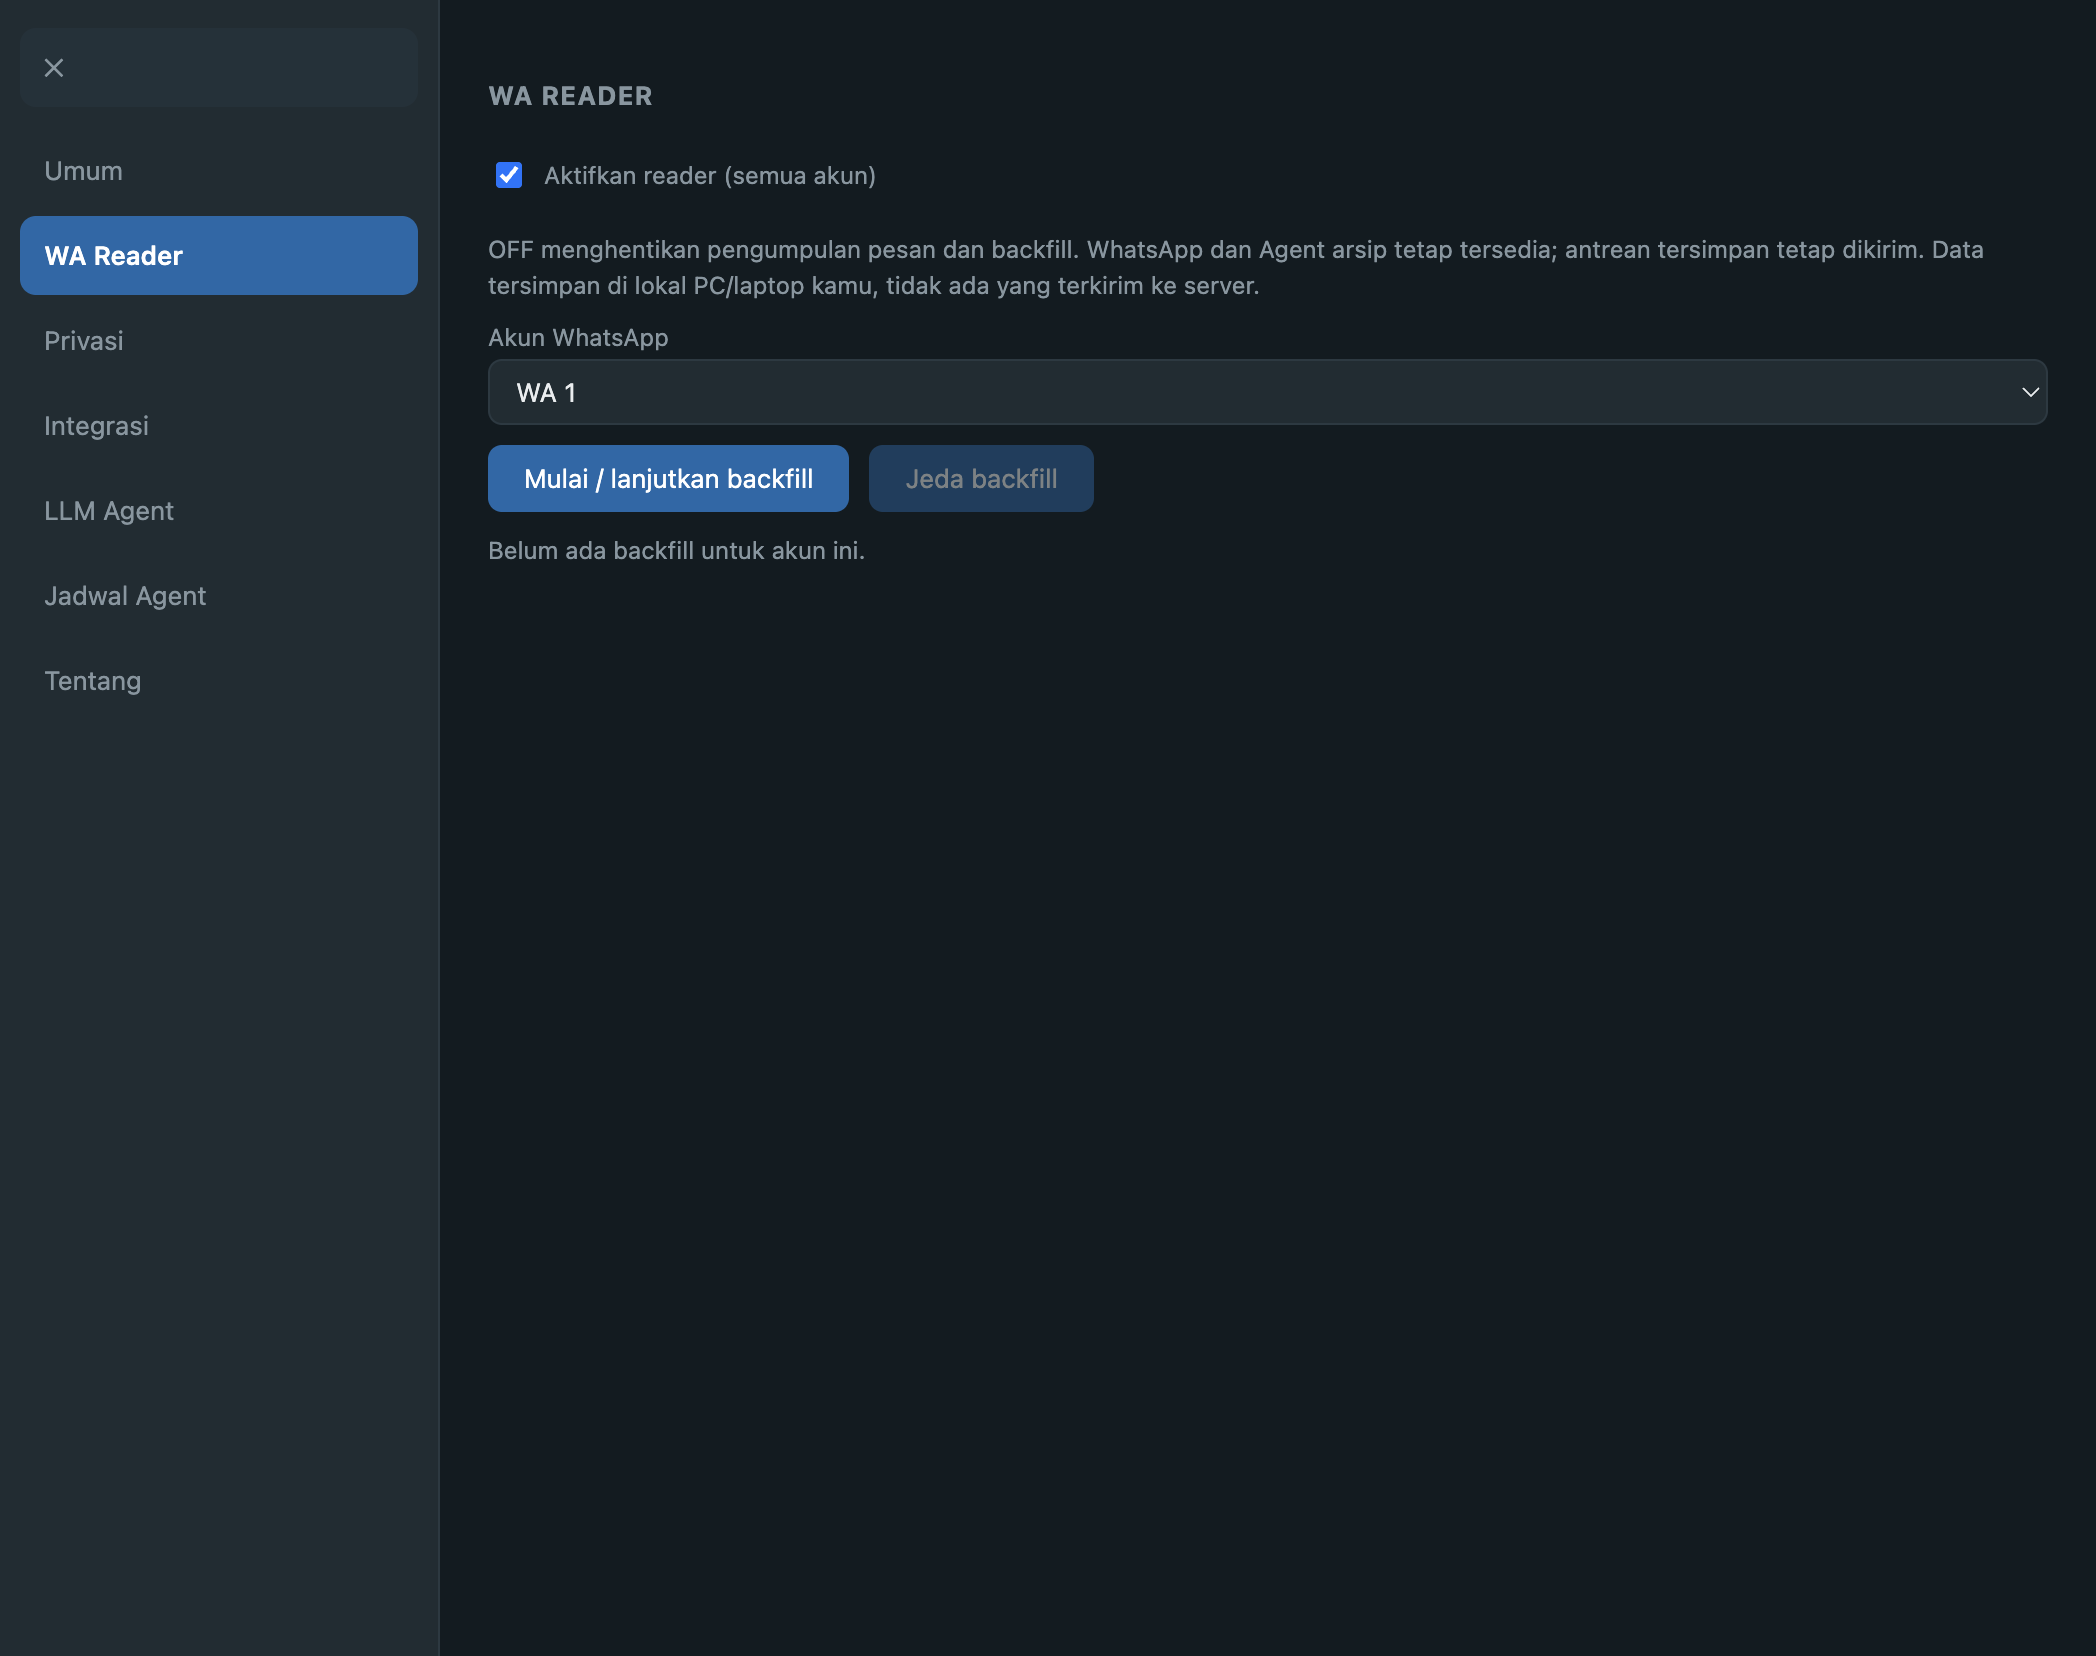 Umum
WA Reader
Privasi
Integrasi
LLM Agent
Jadwal Agent
Tentang
WA READER
Aktifkan reader (semua akun)
OFF menghentikan pengumpulan pesan dan backfill. WhatsApp dan Agent arsip tetap tersedia; antrean tersimpan tetap dikirim. Data
tersimpan di lokal PC/laptop kamu, tidak ada yang terkirim ke server.
Akun WhatsApp
WA 1
Mulai / lanjutkan backfill
Jeda backfill
Belum ada backfill untuk akun ini.